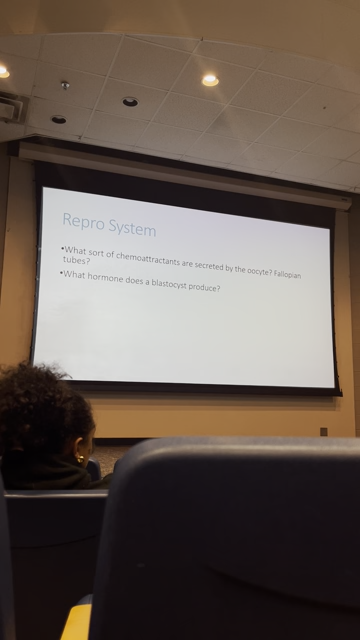 Repro System
•What sort of chemoattractants are secreted by the oocyte? Fallopian
tubes?
•What hormone does a blastocyst produce?